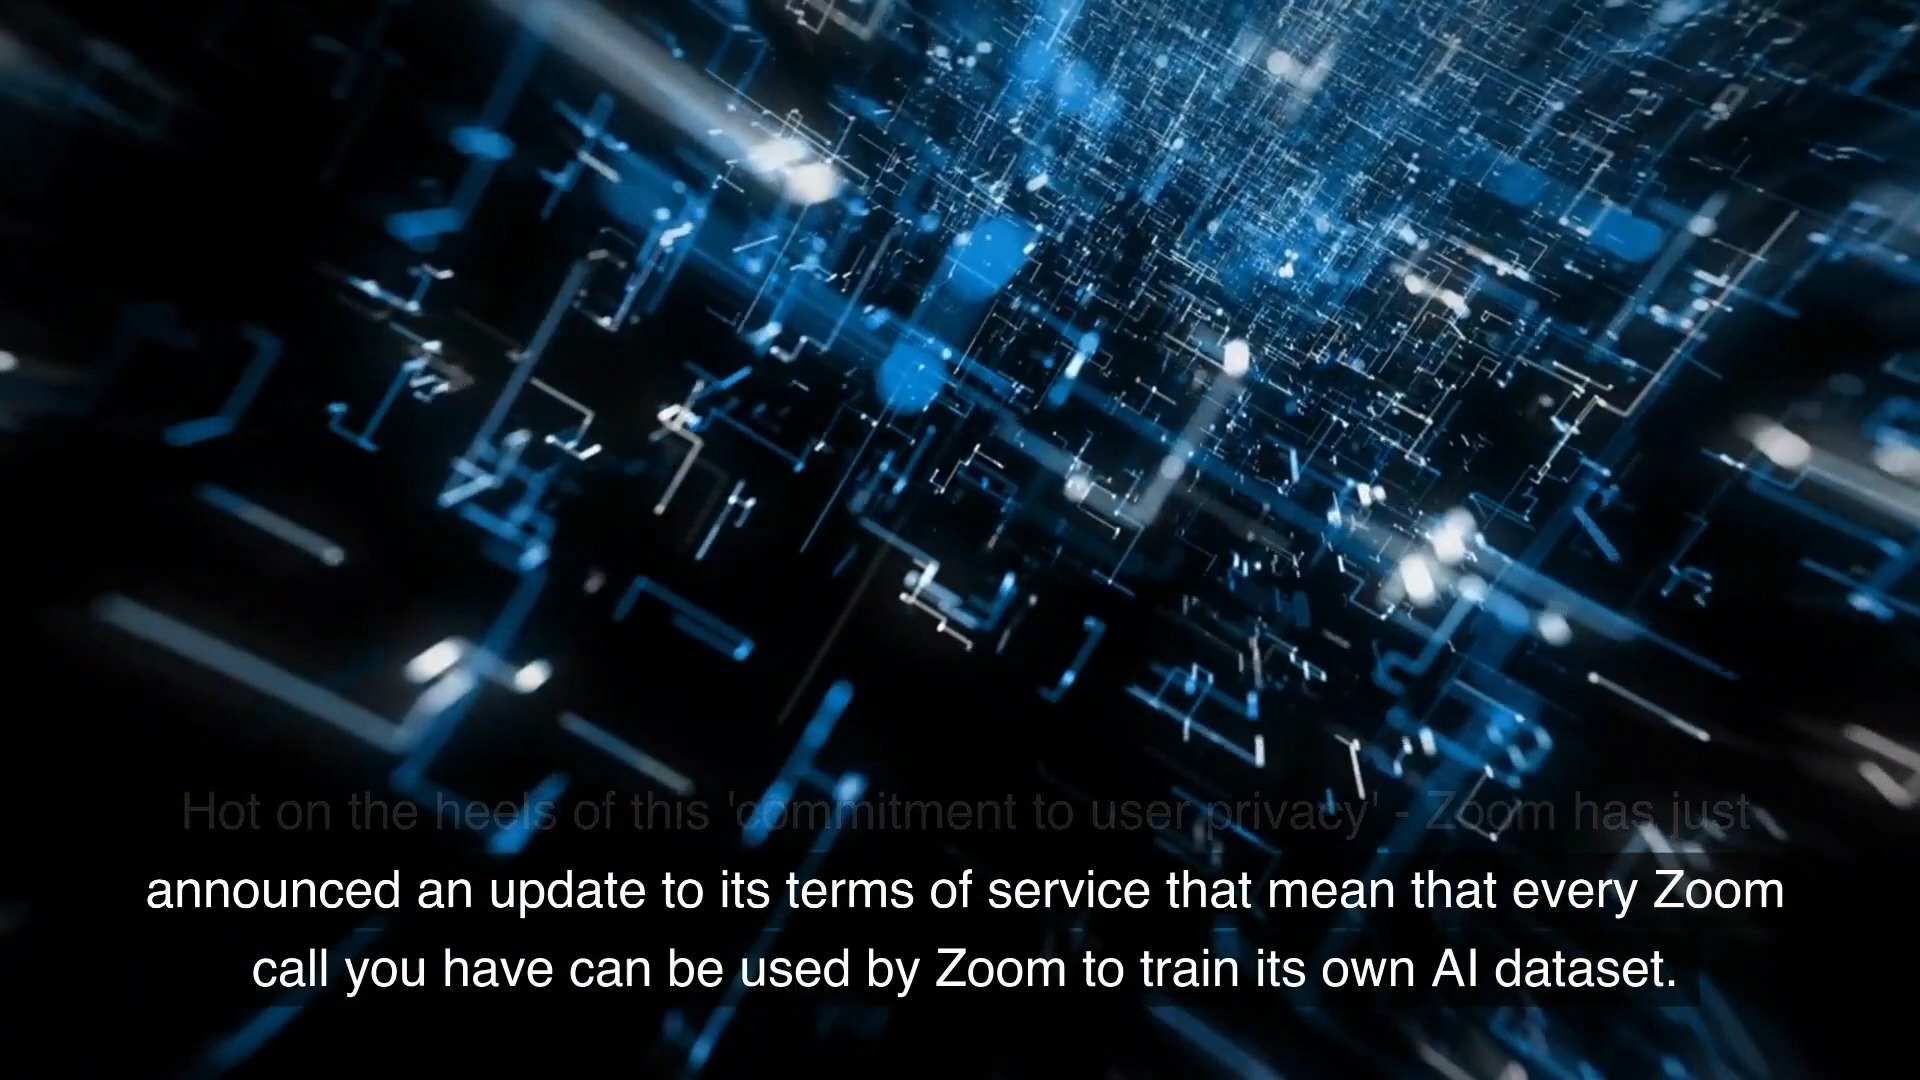 Hot on the heels of this 'commitment to user privacy' - Zoom has just
announced an update to its terms of service that mean that every Zoom
call you have can be used by Zoom to train its own AI dataset.